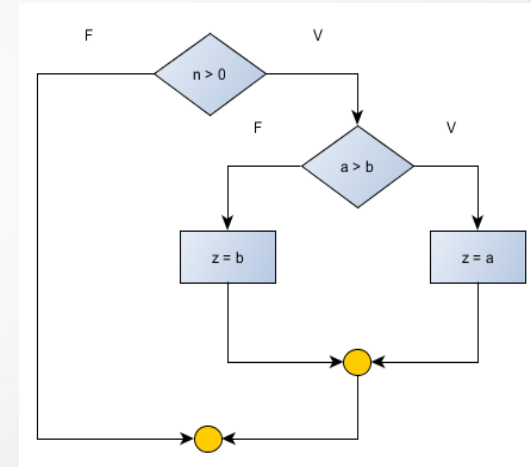 F V
n > 0
F V
a > b
z = b
z = a